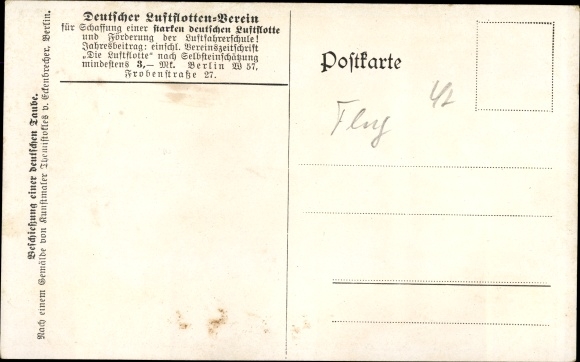 Deutscher Luftflotten-Verein
für Schaffung einer starken deutschen Luftflotte
und Förderung der Luftfahrerschule!
Jahresbeitrag: einschl. Vereinszeitschrift
„Die Luftflotte“ nach Selbsteinschätzung
mindestens 3,— Mk. Berlin W 57,
Frobenstraße 27.
Postkarte
42
Flug
Beschießung einer deutschen Taube.
Nach einem Gemälde von Kunstmaler Themistokles v. Eckenbrecher, Berlin.